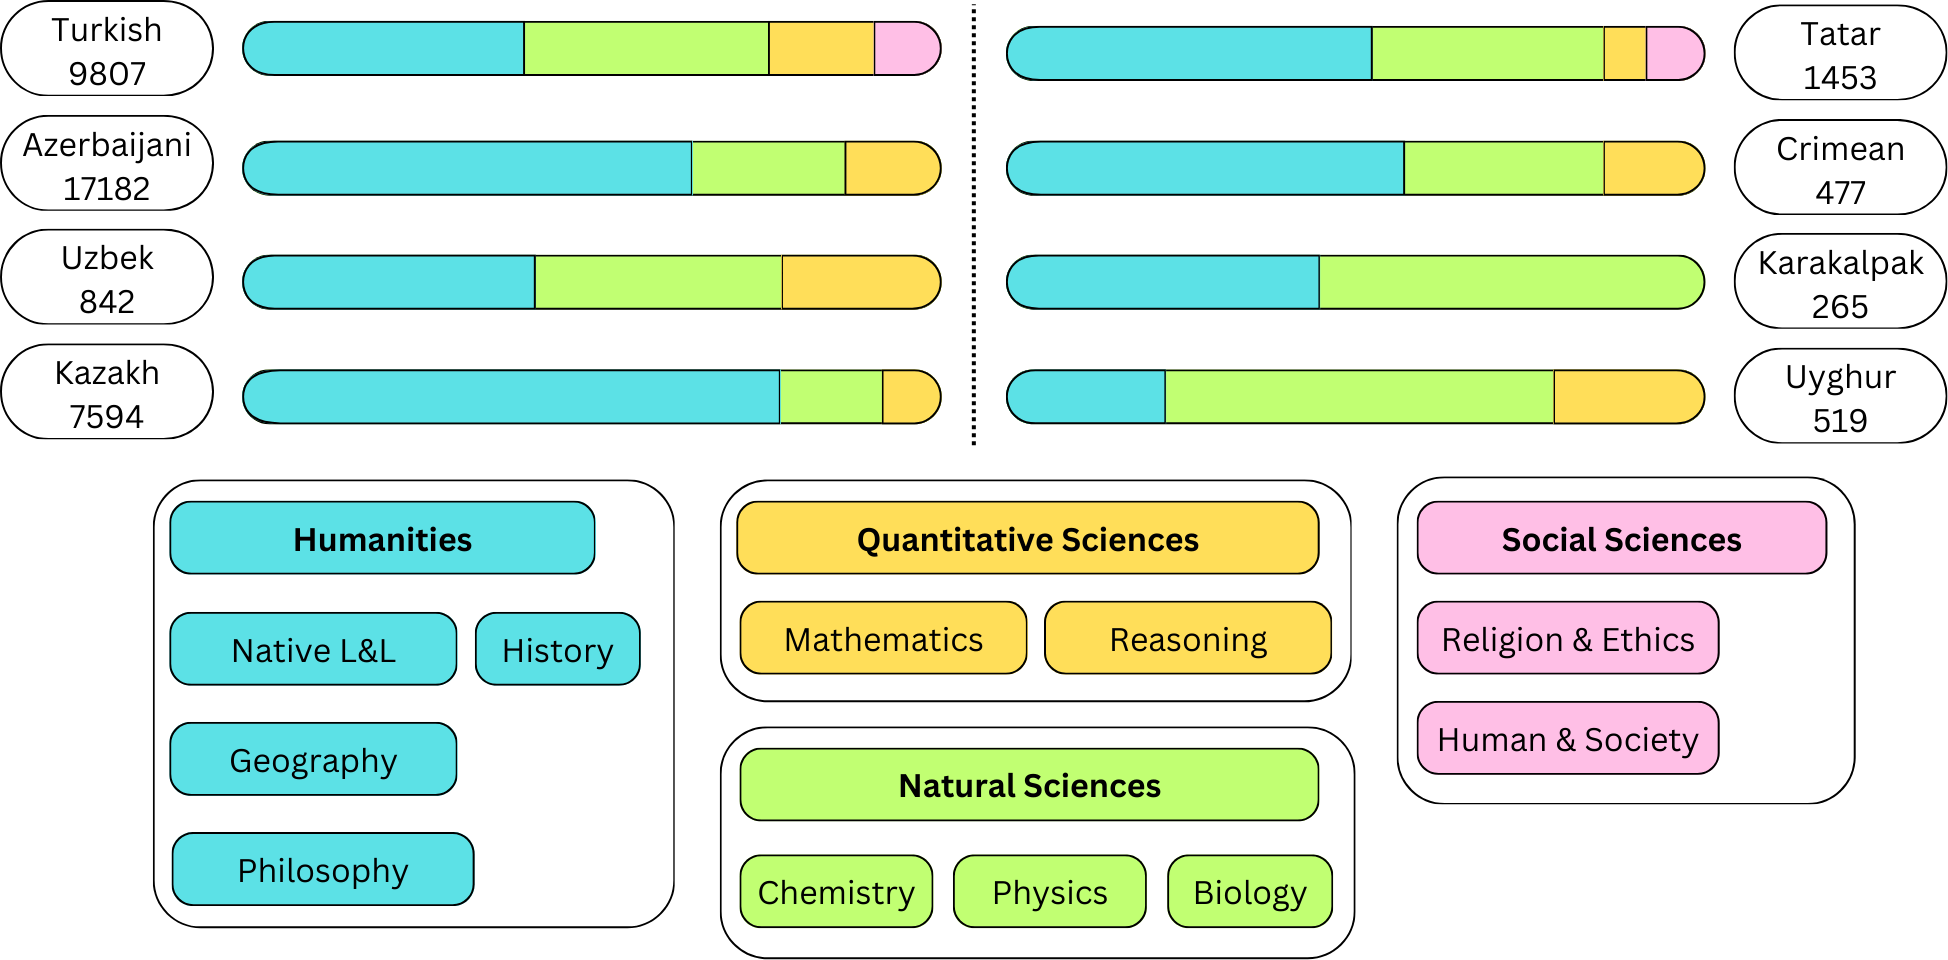 Turkish
9807
Azerbaijani
17182
Uzbek
842
Kazakh
7594
Tatar
1453
Crimean
477
Karakalpak
265
Uyghur
519
Humanities
Native L&L
History
Geography
Philosophy
Quantitative Sciences
Mathematics
Reasoning
Natural Sciences
Chemistry
Physics
Biology
Social Sciences
Religion & Ethics
Human & Society